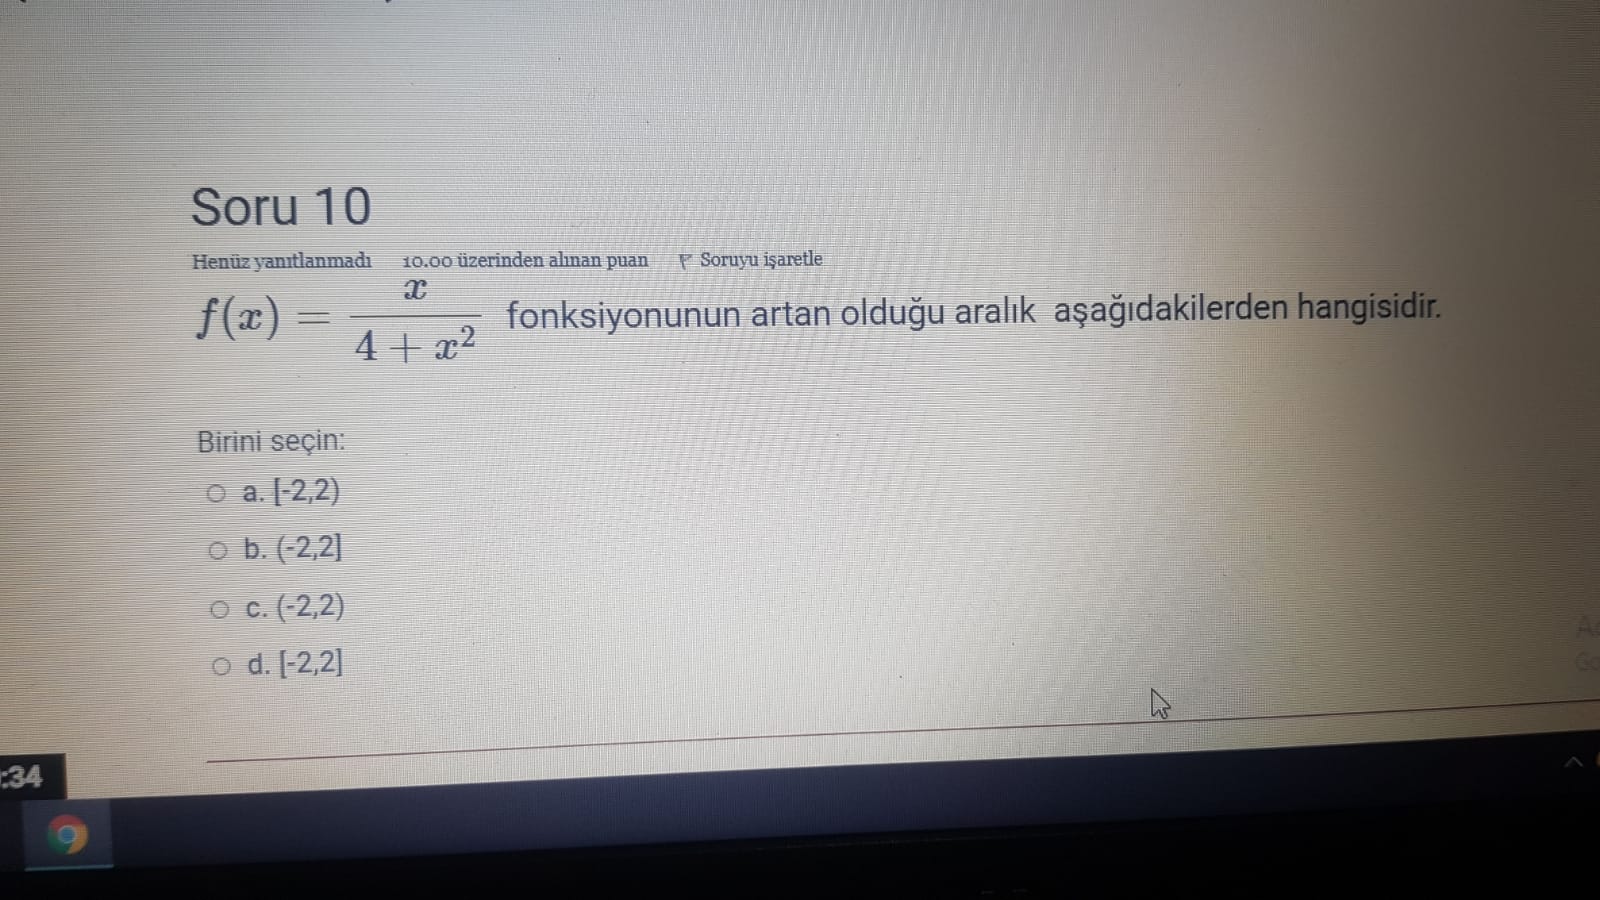 Soru 10
Henüz yanıtlanmadı 10.00 üzerinden alınan puan Soruyu işaretle
f(x) = x / (4 + x²) fonksiyonunun artan olduğu aralık aşağıdakilerden hangisidir.
Birini seçin:
a. [-2,2)
b. (-2,2]
c. (-2,2)
d. [-2,2]
:34